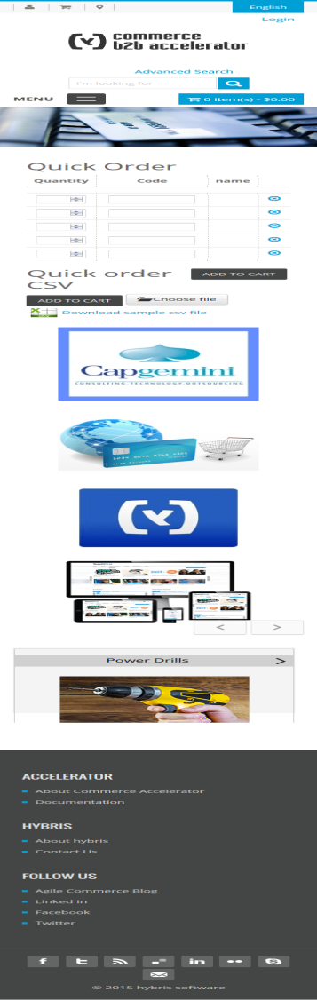 English
Login
commerce
b2b accelerator
Advanced Search
I'm looking for
MENU
0 item(s) - $0.00
Quick Order
Quantity Code name
Quick order CSV
ADD TO CART
ADD TO CART
Choose file
Download sample csv file
Capgemini
CONSULTING.TECHNOLOGY.OUTSOURCING
< >
Power Drills >
ACCELERATOR
About Commerce Accelerator
Documentation
HYBRIS
About hybris
Contact Us
FOLLOW US
Agile Commerce Blog
Linked In
Facebook
Twitter
© 2015 hybris software